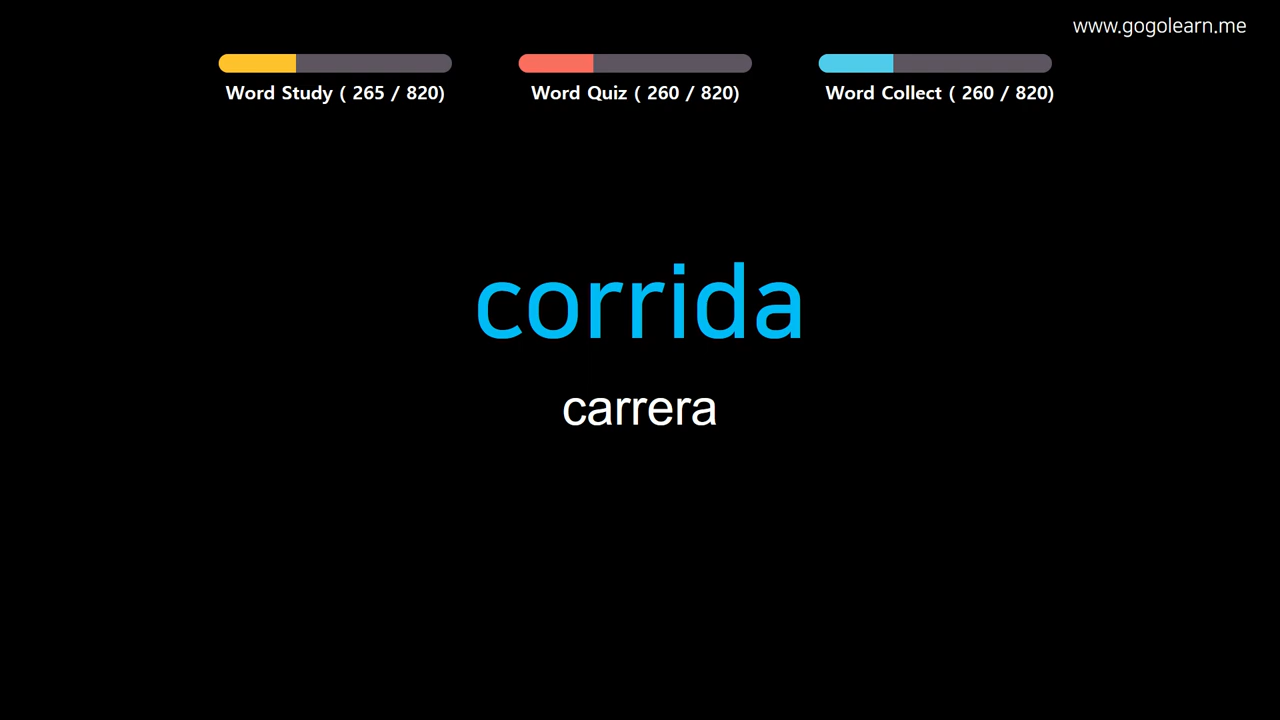 www.gogolearn.me
Word Study ( 265 / 820)
Word Quiz ( 260 / 820)
Word Collect ( 260 / 820)
corrida
carrera